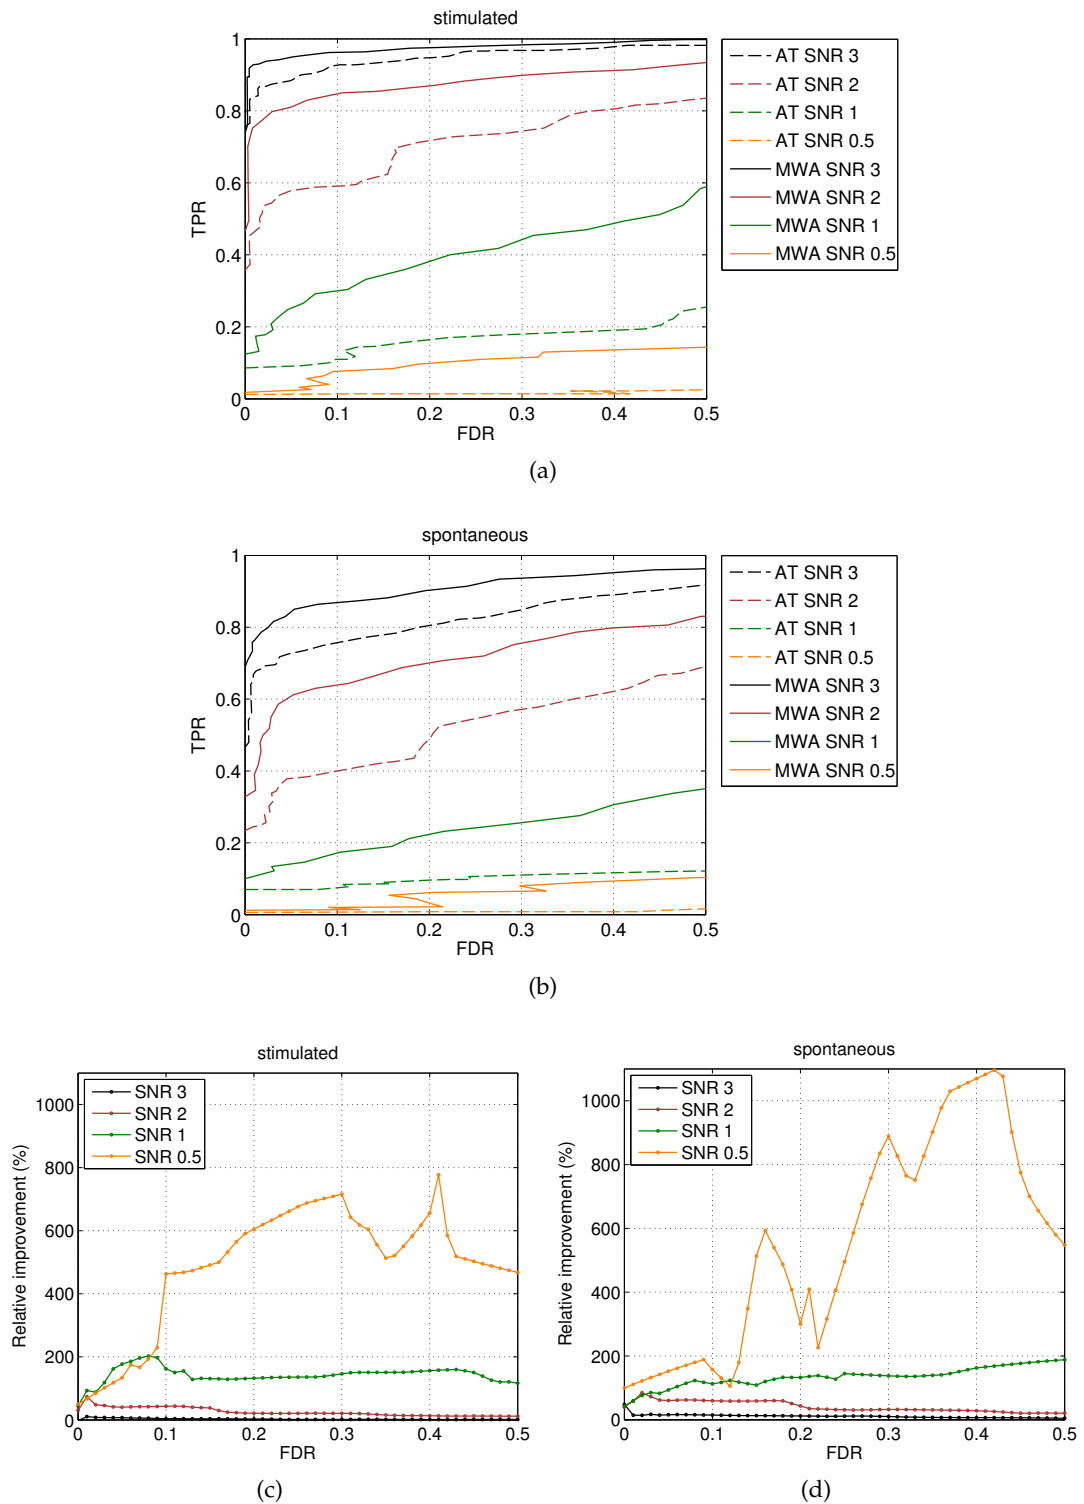 stimulated
1
0.8
0.6
0.4
0.2
0
TPR
0 0.1 0.2 0.3 0.4 0.5
FDR
AT SNR 3
AT SNR 2
AT SNR 1
AT SNR 0.5
MWA SNR 3
MWA SNR 2
MWA SNR 1
MWA SNR 0.5
(a)
spontaneous
1
0.8
0.6
0.4
0.2
0
TPR
0 0.1 0.2 0.3 0.4 0.5
FDR
AT SNR 3
AT SNR 2
AT SNR 1
AT SNR 0.5
MWA SNR 3
MWA SNR 2
MWA SNR 1
MWA SNR 0.5
(b)
stimulated
1000
800
600
400
200
0
Relative improvement (%)
SNR 3
SNR 2
SNR 1
SNR 0.5
0 0.1 0.2 0.3 0.4 0.5
FDR
(c)
spontaneous
1000
800
600
400
200
0
Relative improvement (%)
SNR 3
SNR 2
SNR 1
SNR 0.5
0 0.1 0.2 0.3 0.4 0.5
FDR
(d)